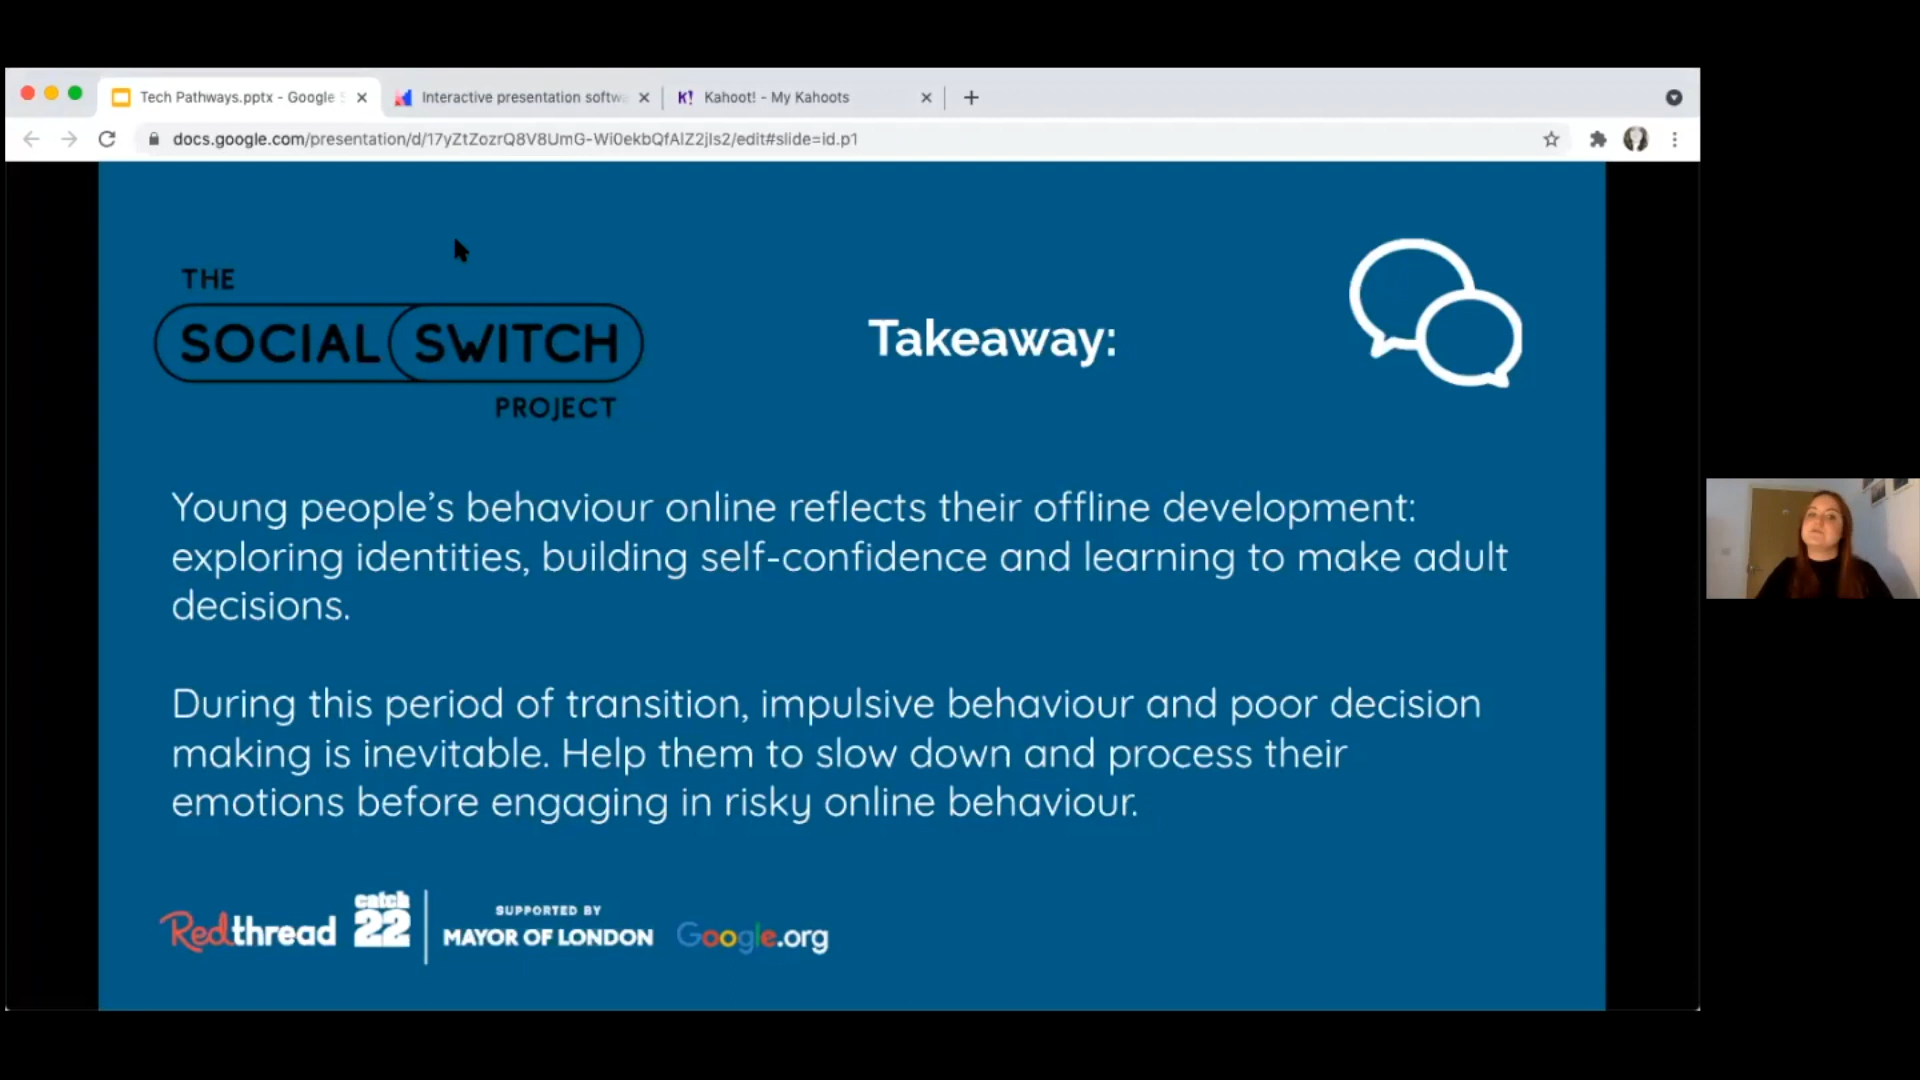 Tech Pathways.pptx - Google S
Interactive presentation softwa
K! Kahoot! - My Kahoots
docs.google.com/presentation/d/17yZtZozrQ8V8UmG-Wi0ekbQfAlZ2jIs2/edit#slide=id.p1
THE
SOCIAL SWITCH
PROJECT
Takeaway:
Young people’s behaviour online reflects their offline development:
exploring identities, building self-confidence and learning to make adult
decisions.
During this period of transition, impulsive behaviour and poor decision
making is inevitable. Help them to slow down and process their
emotions before engaging in risky online behaviour.
Redthread
catch
22
SUPPORTED BY
MAYOR OF LONDON
Google.org